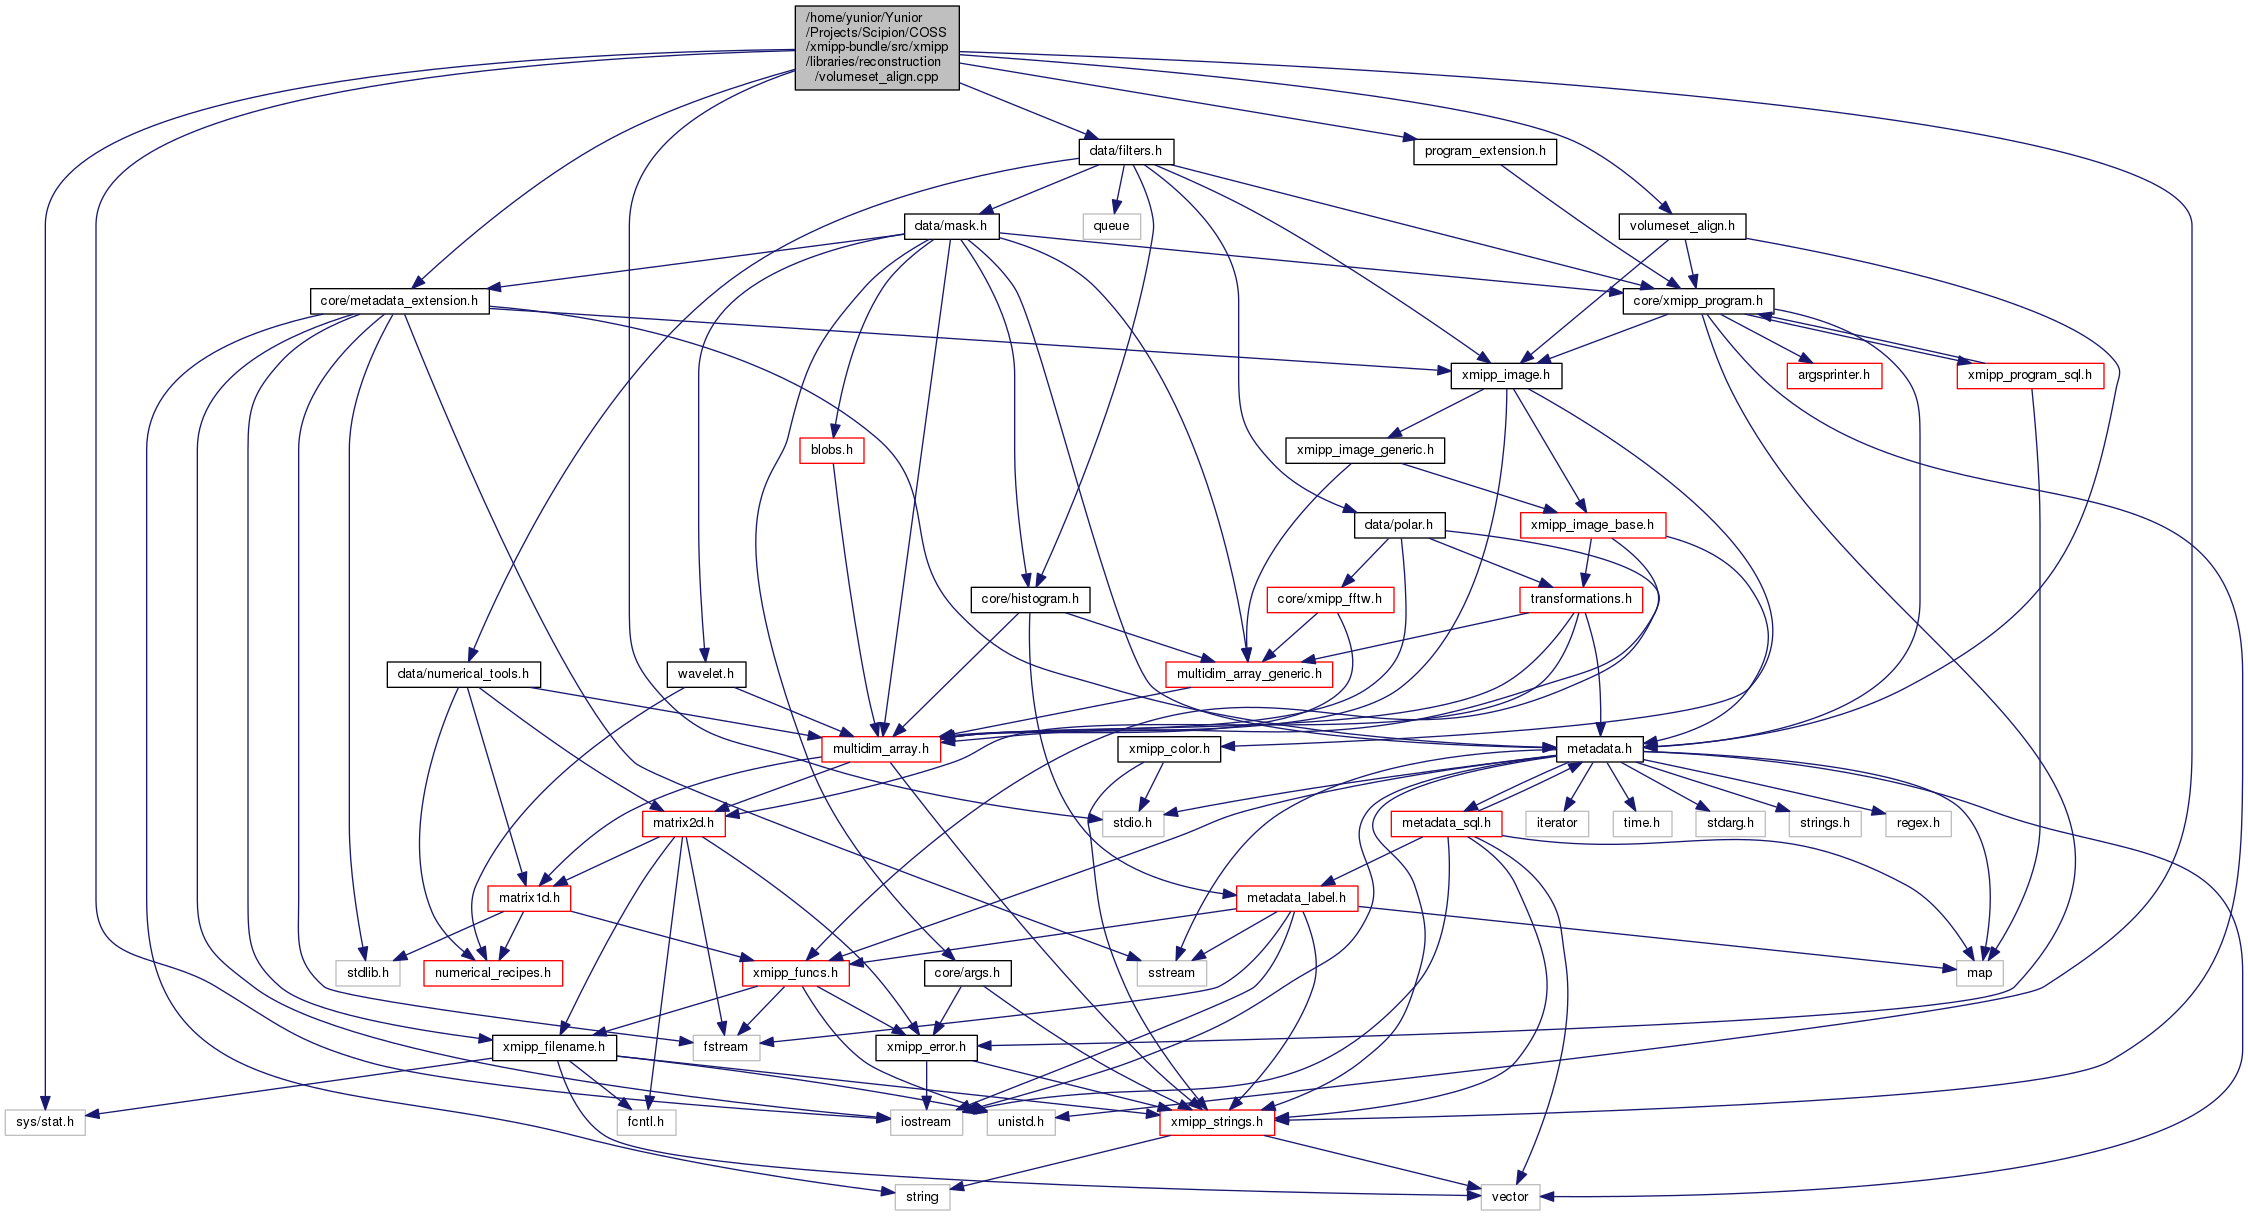 /home/yunior/Yunior
/Projects/Scipion/COSS
/xmipp-bundle/src/xmipp
/libraries/reconstruction
/volumeset_align.cpp
data/filters.h
program_extension.h
data/mask.h
queue
volumeset_align.h
core/metadata_extension.h
core/xmipp_program.h
xmipp_image.h
argsprinter.h
xmipp_program_sql.h
blobs.h
xmipp_image_generic.h
data/polar.h
xmipp_image_base.h
core/histogram.h
core/xmipp_fftw.h
transformations.h
data/numerical_tools.h
wavelet.h
multidim_array_generic.h
multidim_array.h
xmipp_color.h
metadata.h
matrix2d.h
stdio.h
metadata_sql.h
iterator
time.h
stdarg.h
strings.h
regex.h
matrix1d.h
metadata_label.h
stdlib.h
numerical_recipes.h
xmipp_funcs.h
core/args.h
sstream
map
xmipp_filename.h
fstream
xmipp_error.h
sys/stat.h
fcntl.h
iostream
unistd.h
xmipp_strings.h
string
vector